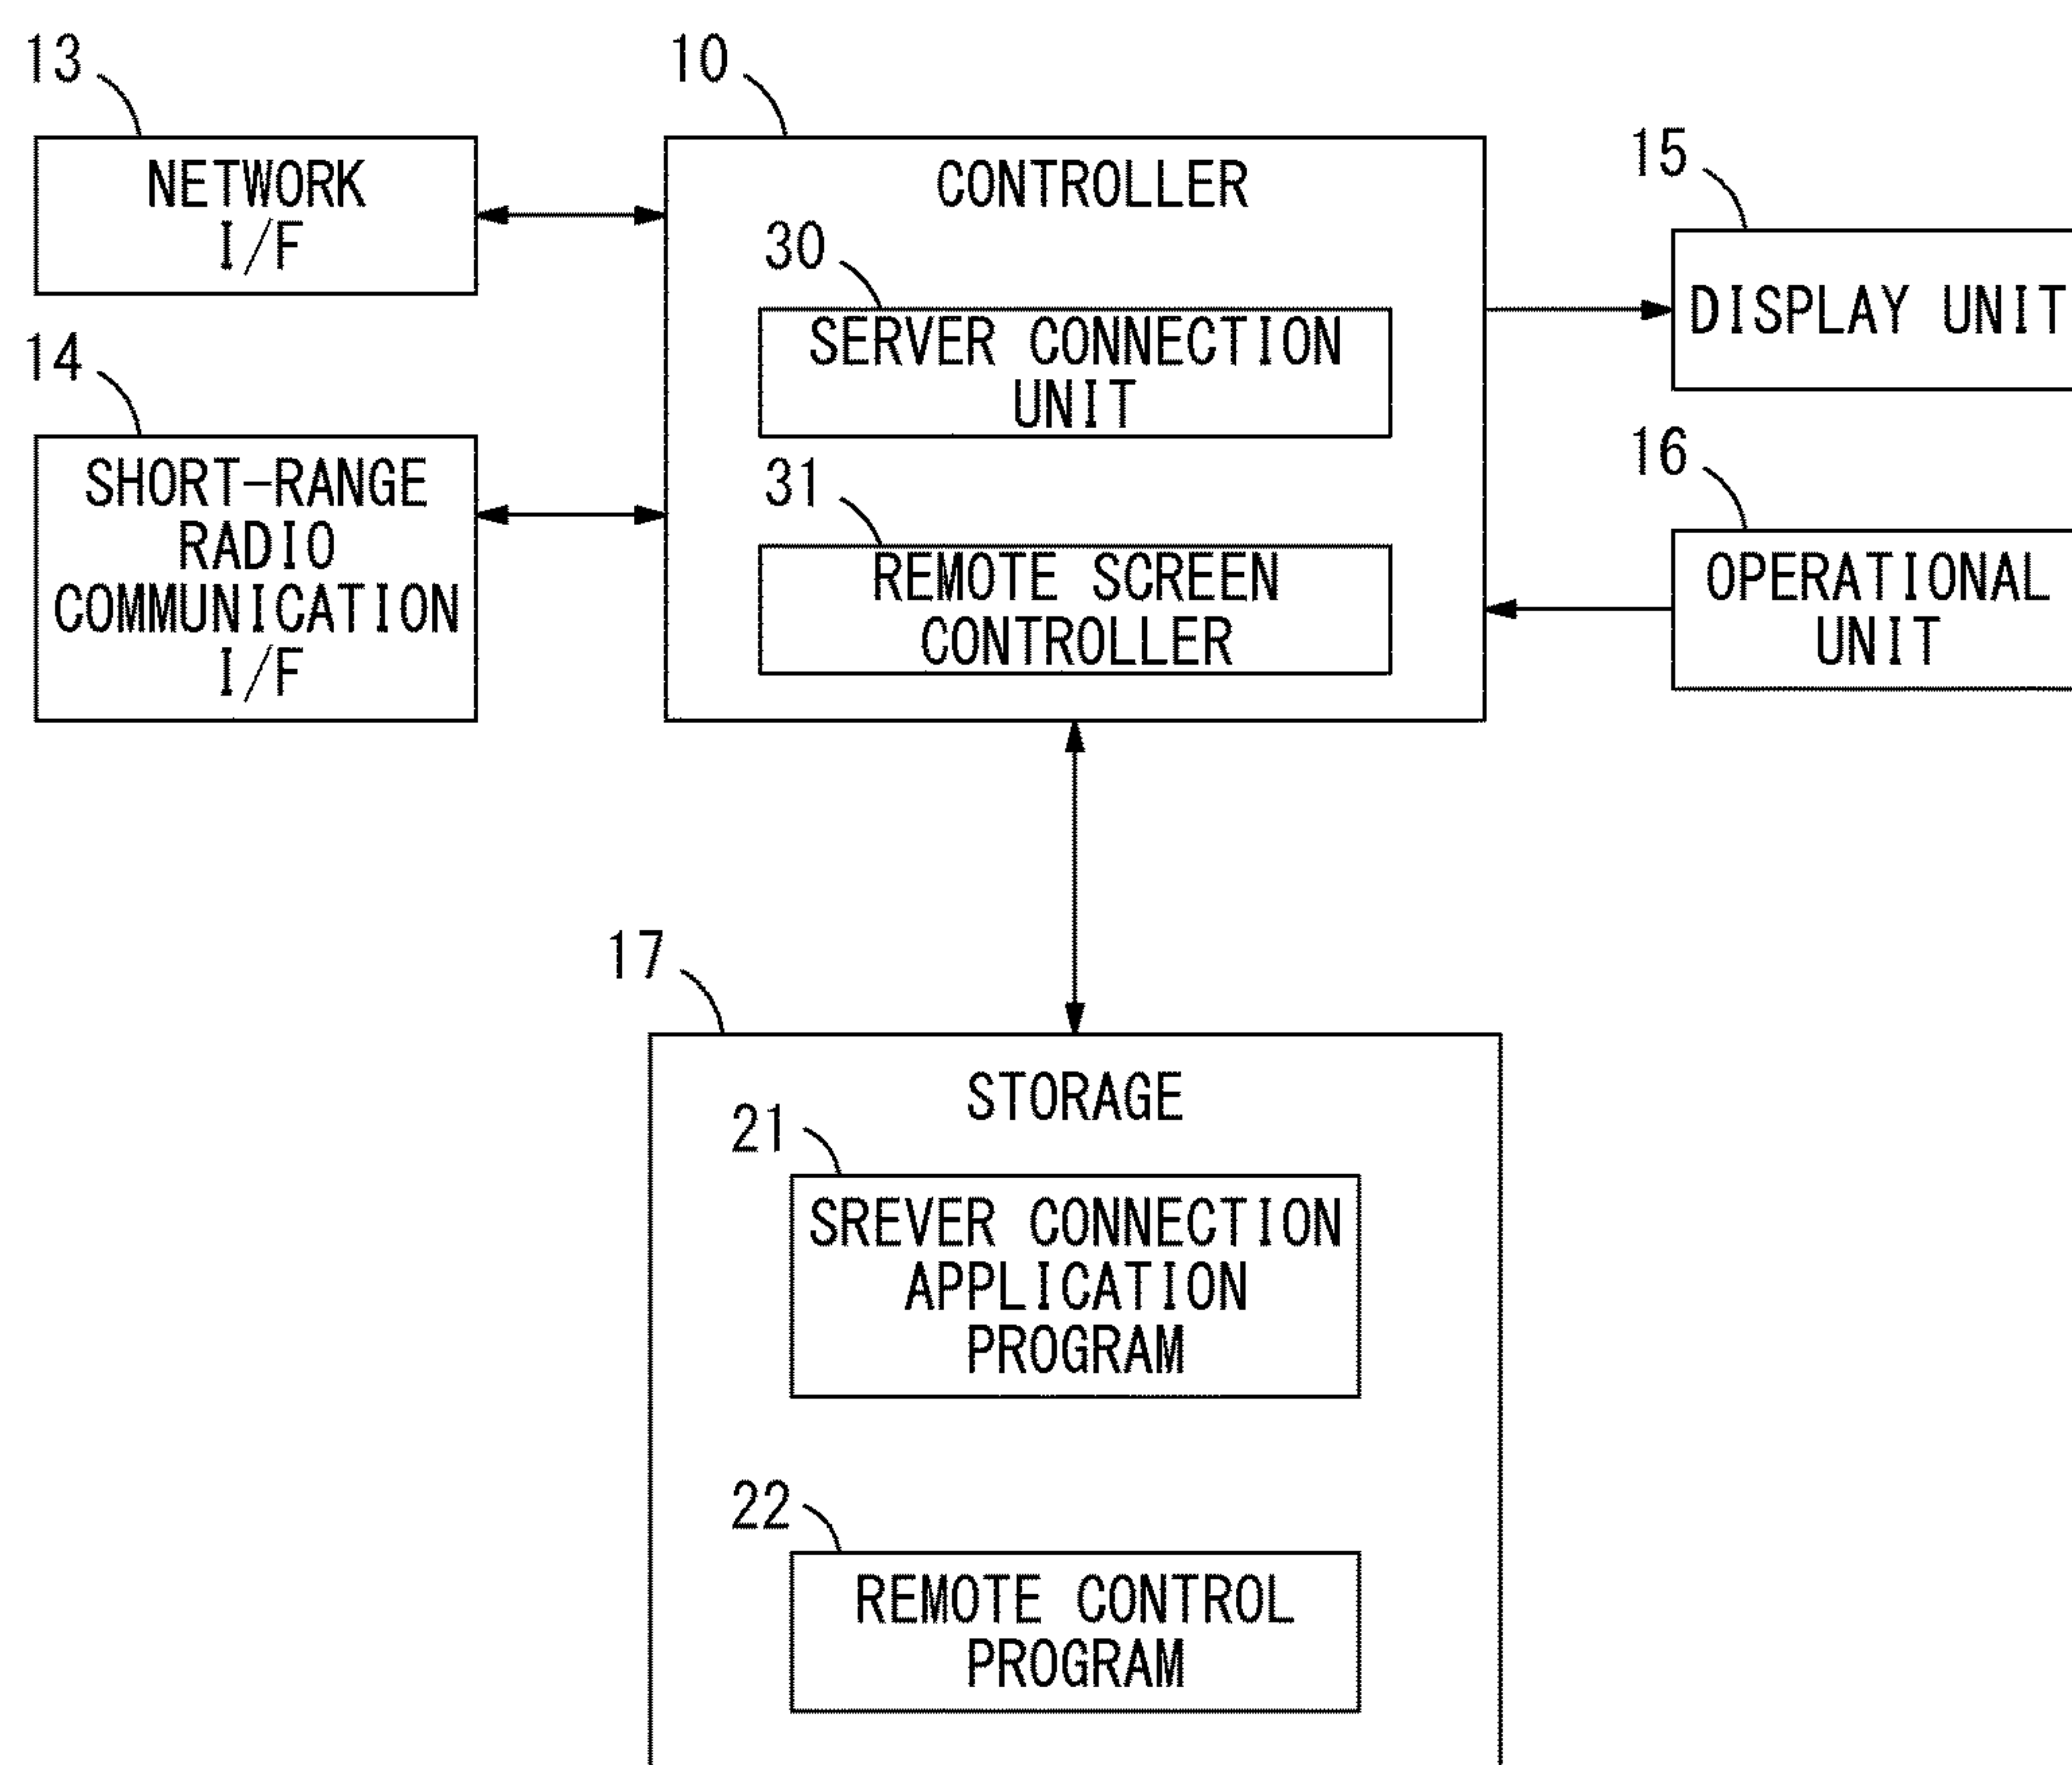 13
NETWORK
I/F
14
SHORT-RANGE
RADIO
COMMUNICATION
I/F
10
CONTROLLER
30
SERVER CONNECTION
UNIT
31
REMOTE SCREEN
CONTROLLER
15
DISPLAY UNIT
16
OPERATIONAL
UNIT
17
STORAGE
21
SREVER CONNECTION
APPLICATION
PROGRAM
22
REMOTE CONTROL
PROGRAM